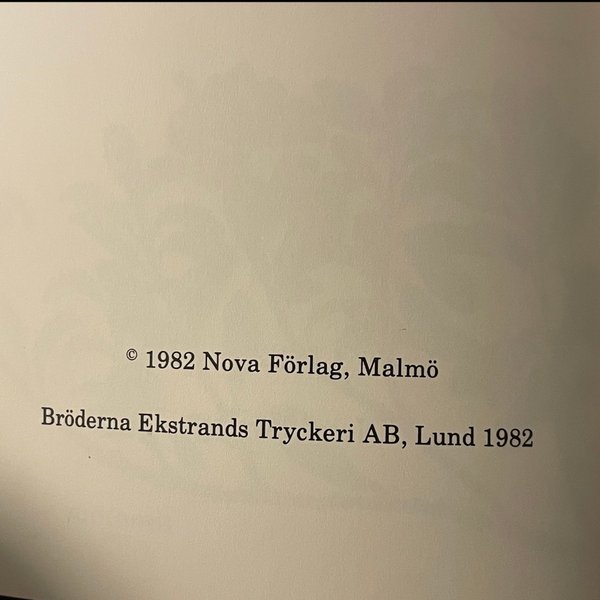 © 1982 Nova Förlag, Malmö
Bröderna Ekstrands Tryckeri AB, Lund 1982